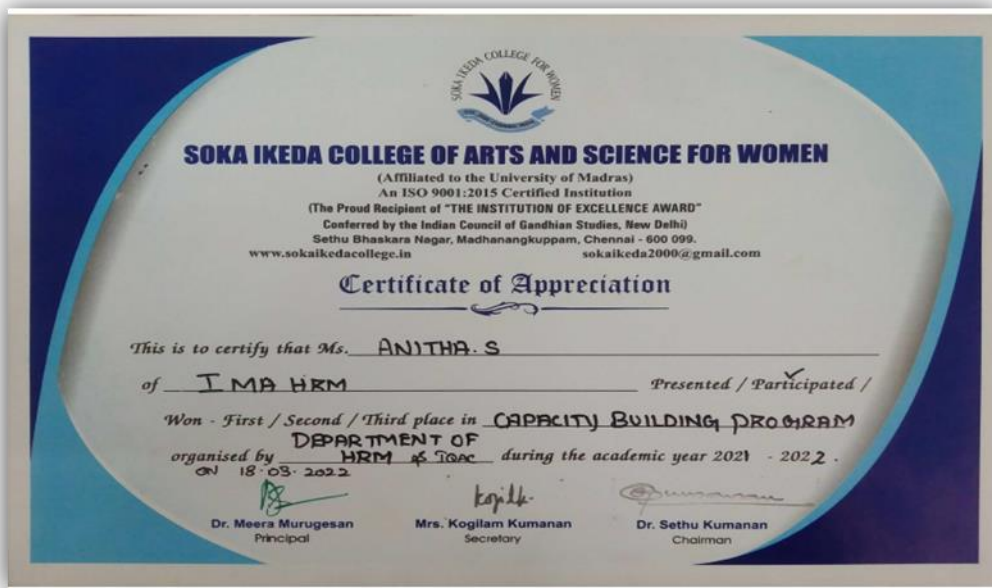 SOKA IKEDA COLLEGE FOR WOMEN
SOKA IKEDA COLLEGE OF ARTS AND SCIENCE FOR WOMEN
(Affiliated to the University of Madras)
An ISO 9001:2015 Certified Institution
(The Proud Recipient of "THE INSTITUTION OF EXCELLENCE AWARD"
Conferred by the Indian Council of Gandhian Studies, New Delhi)
Sethu Bhaskara Nagar, Madhanangkuppam, Chennai - 600 099.
www.sokaikedacollege.in sokaikeda2000@gmail.com
Certificate of Appreciation
This is to certify that Ms. ANITHA.S
of I MA HRM Presented / Participated /
Won - First / Second / Third place in CAPACITY BUILDING PROGRAM
organised by DEPARTMENT OF HRM & IQAC during the academic year 2021 - 2022.
ON 18.03.2022
Dr. Meera Murugesan Mrs. Kogilam Kumanan Dr. Sethu Kumanan
Principal Secretary Chairman